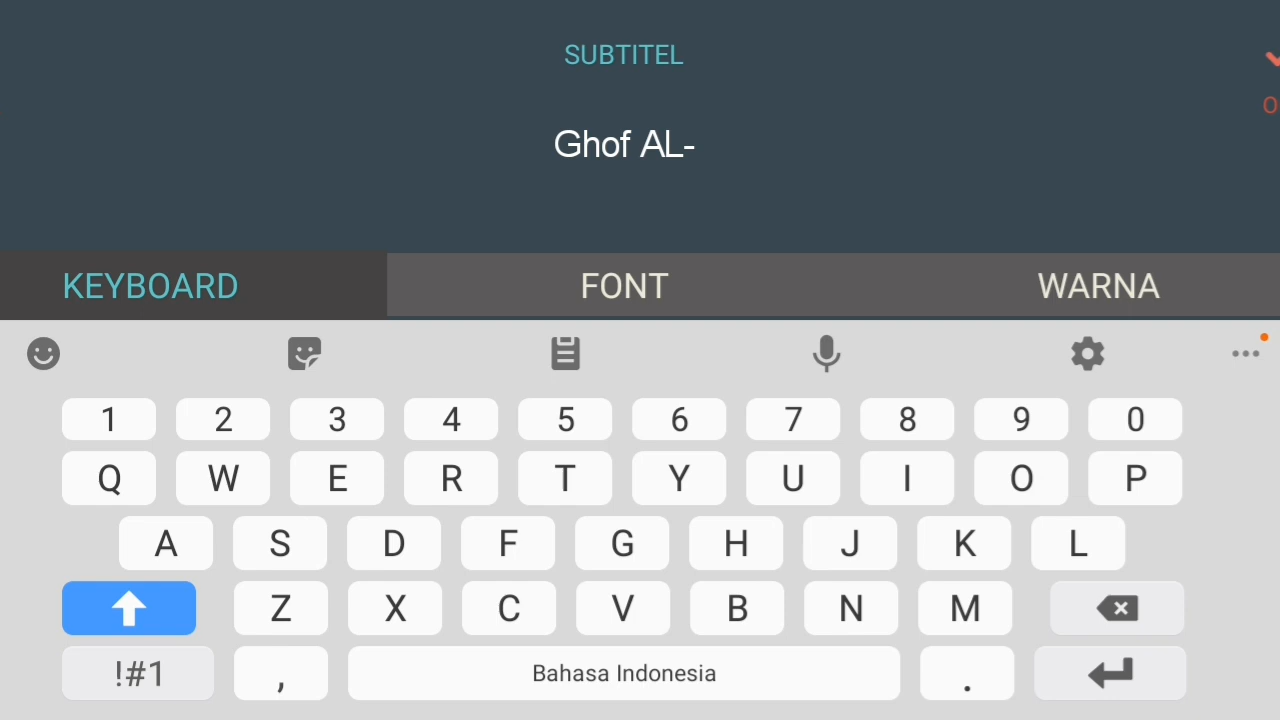 SUBTITEL
Ghof AL-
KEYBOARD FONT WARNA
1 2 3 4 5 6 7 8 9 0
Q W E R T Y U I O P
A S D F G H J K L
Z X C V B N M
!#1 , Bahasa Indonesia .